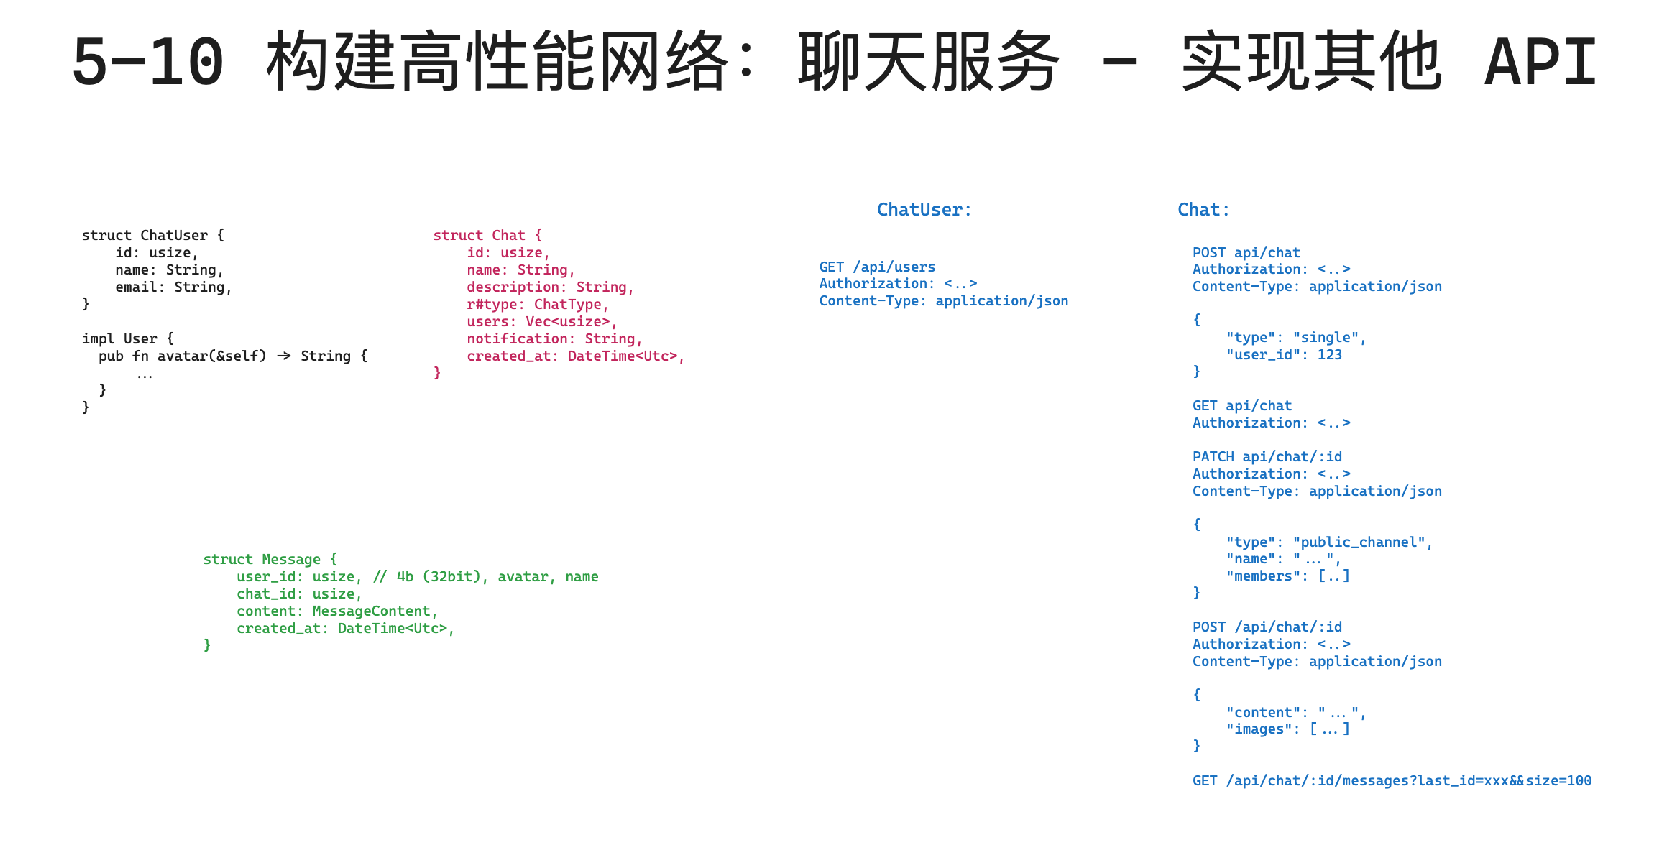 5-10 构建高性能网络：聊天服务 - 实现其他 API
struct ChatUser {
    id: usize,
    name: String,
    email: String,
}
impl User {
  pub fn avatar(&self) -> String {
      ...
  }
}
struct Chat {
    id: usize,
    name: String,
    description: String,
    r#type: ChatType,
    users: Vec<usize>,
    notification: String,
    created_at: DateTime<Utc>,
}
struct Message {
    user_id: usize, // 4b (32bit), avatar, name
    chat_id: usize,
    content: MessageContent,
    created_at: DateTime<Utc>,
}
ChatUser:
GET /api/users
Authorization: <..>
Content-Type: application/json
Chat:
POST api/chat
Authorization: <..>
Content-Type: application/json
{
    "type": "single",
    "user_id": 123
}
GET api/chat
Authorization: <..>
PATCH api/chat/:id
Authorization: <..>
Content-Type: application/json
{
    "type": "public_channel",
    "name": "...",
    "members": [..]
}
POST /api/chat/:id
Authorization: <..>
Content-Type: application/json
{
    "content": "...",
    "images": [...]
}
GET /api/chat/:id/messages?last_id=xxx&&size=100